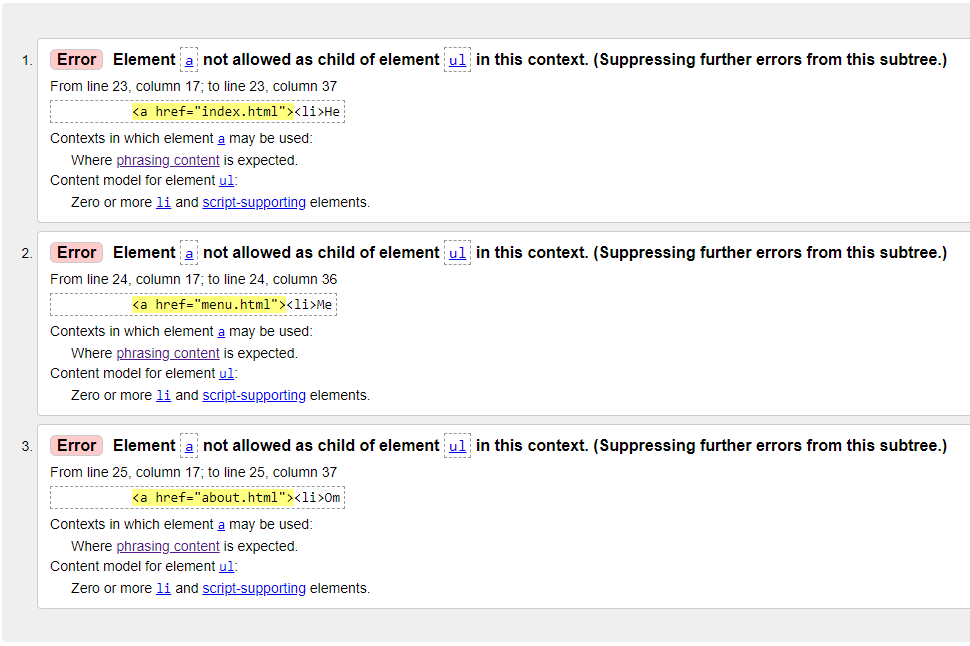 1. Error Element a not allowed as child of element ul in this context. (Suppressing further errors from this subtree.)
From line 23, column 17; to line 23, column 37
<a href="index.html"><li>He
Contexts in which element a may be used:
Where phrasing content is expected.
Content model for element ul:
Zero or more li and script-supporting elements.
2. Error Element a not allowed as child of element ul in this context. (Suppressing further errors from this subtree.)
From line 24, column 17; to line 24, column 36
<a href="menu.html"><li>Me
Contexts in which element a may be used:
Where phrasing content is expected.
Content model for element ul:
Zero or more li and script-supporting elements.
3. Error Element a not allowed as child of element ul in this context. (Suppressing further errors from this subtree.)
From line 25, column 17; to line 25, column 37
<a href="about.html"><li>Om
Contexts in which element a may be used:
Where phrasing content is expected.
Content model for element ul:
Zero or more li and script-supporting elements.